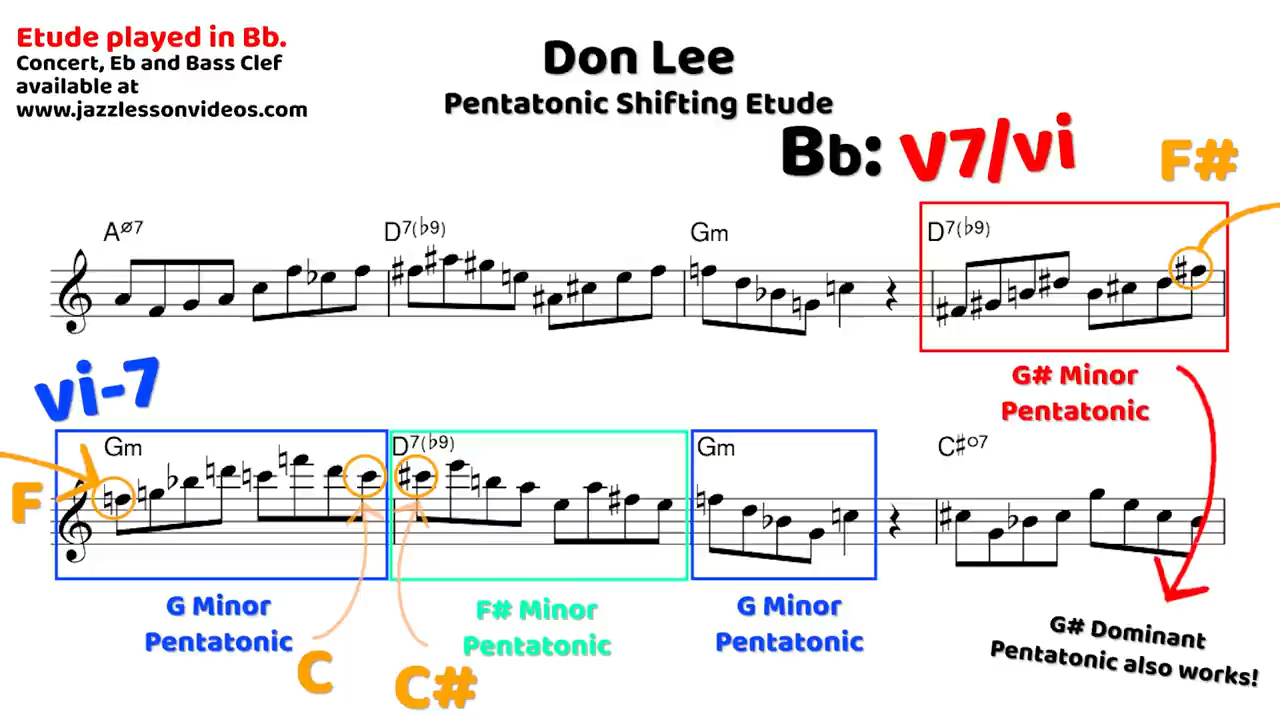 Etude played in Bb.
Concert, Eb and Bass Clef
available at
www.jazzlessonvideos.com
Don Lee
Pentatonic Shifting Etude
Bb: V7/vi
F#
Aø7
D7(♭9)
Gm
D7(♭9)
G# Minor
Pentatonic
vi-7
Gm
D7(♭9)
Gm
C♯o7
F
G Minor
Pentatonic
F# Minor
Pentatonic
G Minor
Pentatonic
G# Dominant
Pentatonic also works!
C
C#